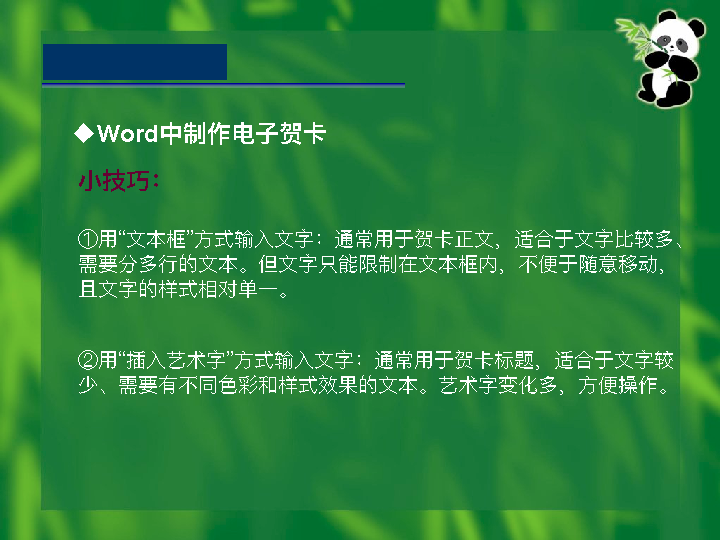 ◆Word中制作电子贺卡
小技巧：
①用“文本框”方式输入文字：通常用于贺卡正文，适合于文字比较多、
需要分多行的文本。但文字只能限制在文本框内，不便于随意移动，
且文字的样式相对单一。
②用“插入艺术字”方式输入文字：通常用于贺卡标题，适合于文字较
少、需要有不同色彩和样式效果的文本。艺术字变化多，方便操作。